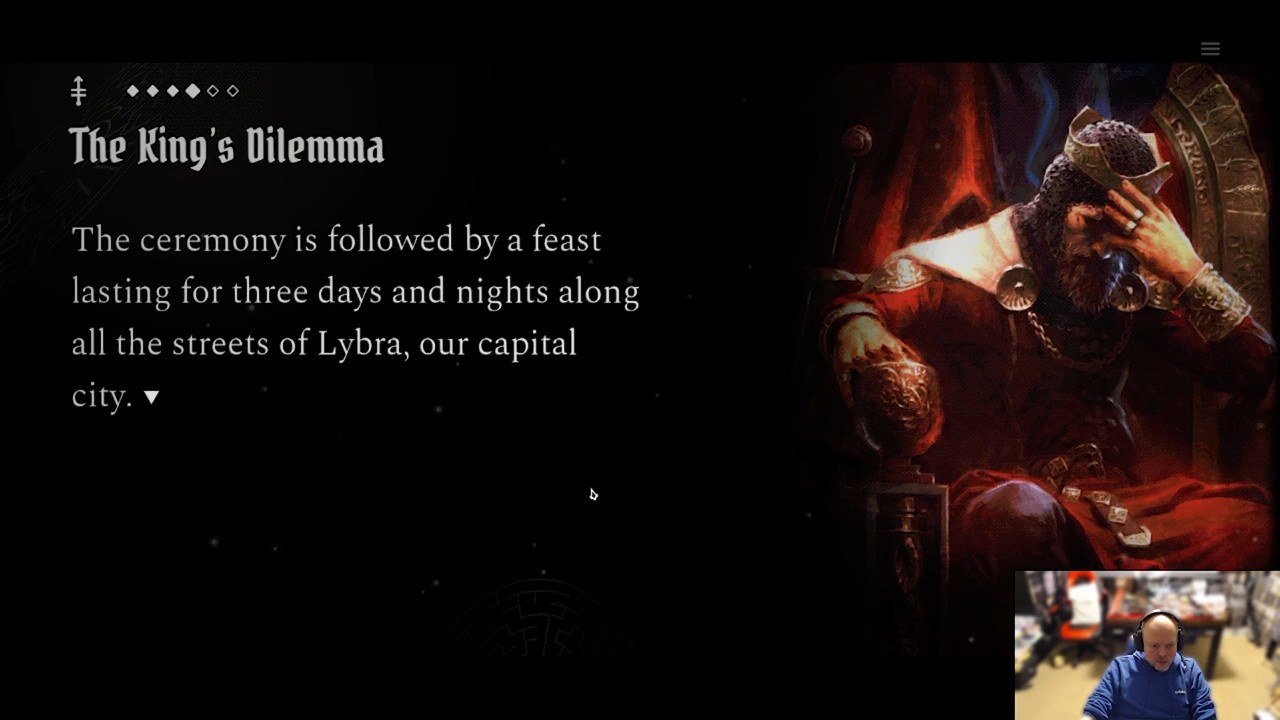 The King's Dilemma
The ceremony is followed by a feast
lasting for three days and nights along
all the streets of Lybra, our capital
city.